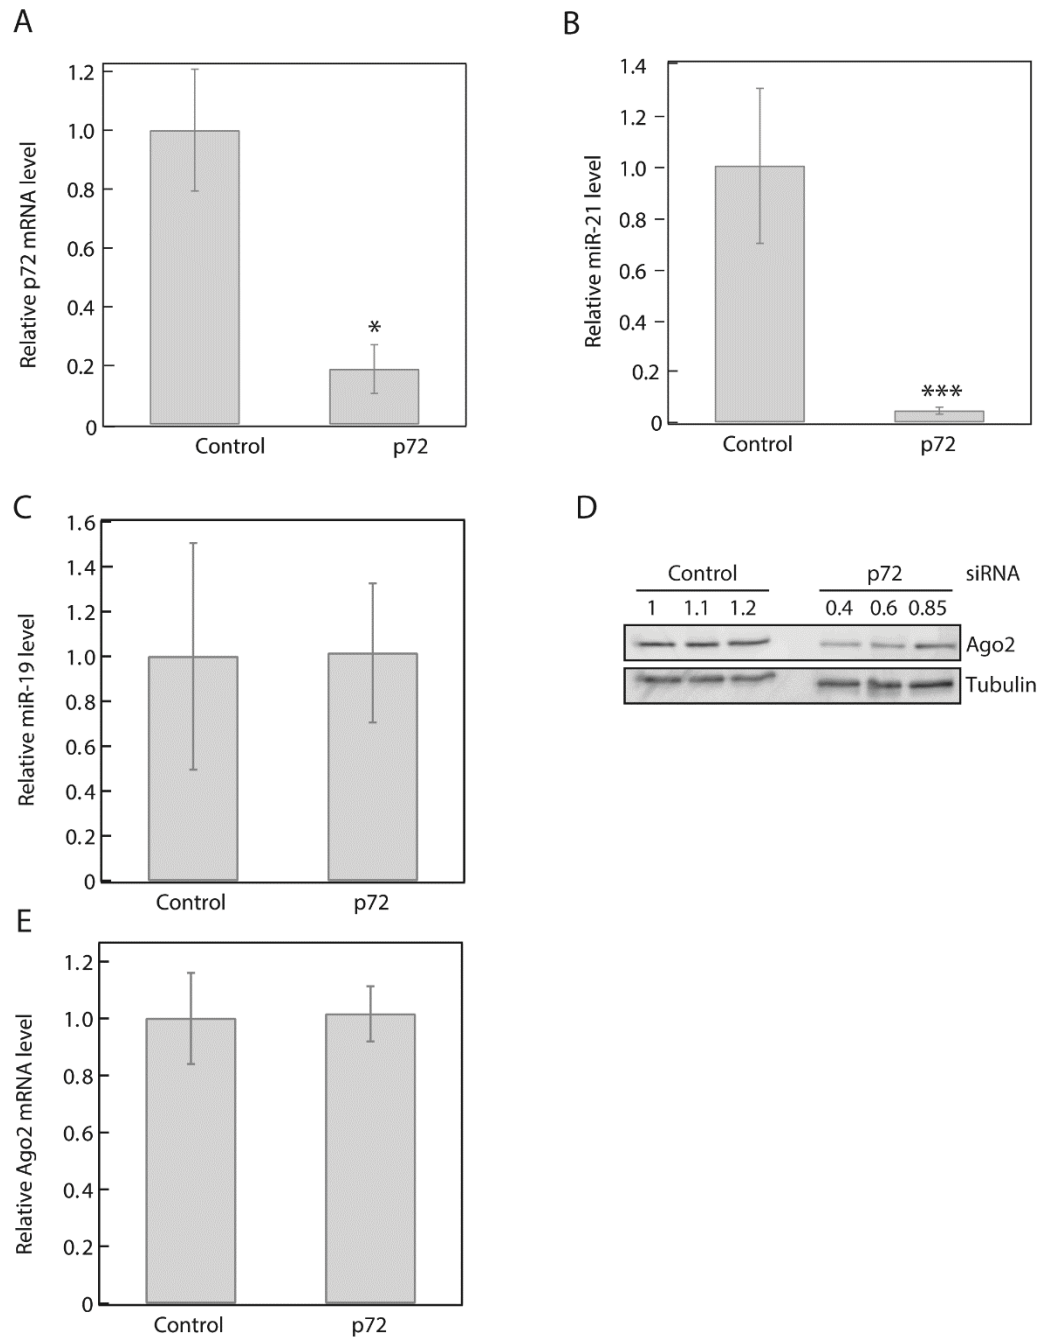 A
Relative p72 mRNA level
1.2
1.0
0.8
0.6
0.4
0.2
0
*
Control p72
B
Relative miR-21 level
1.4
1.2
1.0
0.8
0.6
0.4
0.2
0
***
Control p72
C
Relative miR-19 level
1.6
1.4
1.2
1.0
0.8
0.6
0.4
0.2
0
Control p72
D
Control p72 siRNA
1 1.1 1.2 0.4 0.6 0.85
Ago2
Tubulin
E
Relative Ago2 mRNA level
1.2
1.0
0.8
0.6
0.4
0.2
0
Control p72